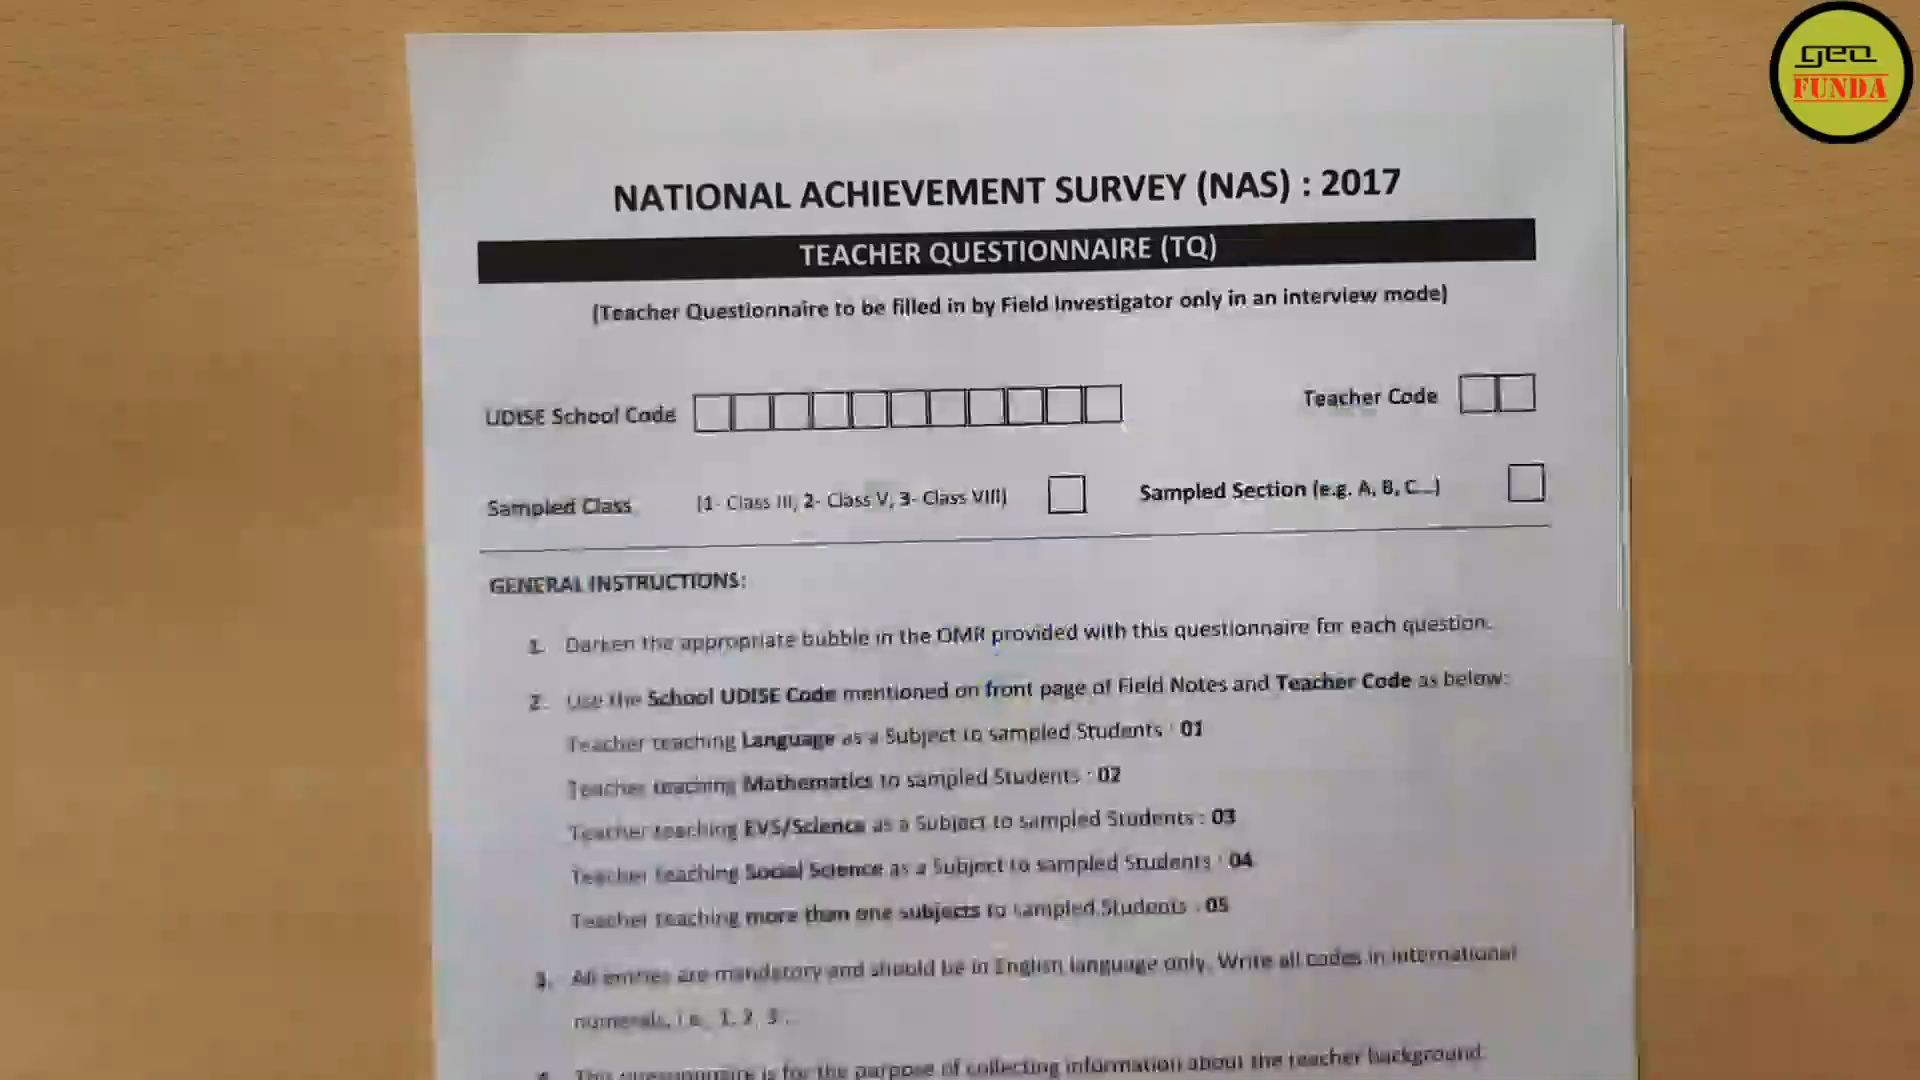 geo
FUNDA
NATIONAL ACHIEVEMENT SURVEY (NAS) : 2017
TEACHER QUESTIONNAIRE (TQ)
(Teacher Questionnaire to be filled in by Field Investigator only in an interview mode)
UDISE School Code Teacher Code
Sampled Class (1- Class III, 2- Class V, 3- Class VIII) Sampled Section (e.g. A, B, C...)
GENERAL INSTRUCTIONS:
1. Darken the appropriate bubble in the OMR provided with this questionnaire for each question.
2. Use the School UDISE Code mentioned on front page of Field Notes and Teacher Code as below:
Teacher teaching Language as a Subject to sampled Students : 01
Teacher teaching Mathematics to sampled Students : 02
Teacher teaching EVS/Science as a Subject to sampled Students : 03
Teacher teaching Social Science as a Subject to sampled Students : 04
Teacher teaching more than one subjects to sampled Students : 05
3. All entries are mandatory and should be in English language only. Write all codes in international
numerals, i.e., 1, 2, 3 ...
4. This questionnaire is for the purpose of collecting information about the teacher background